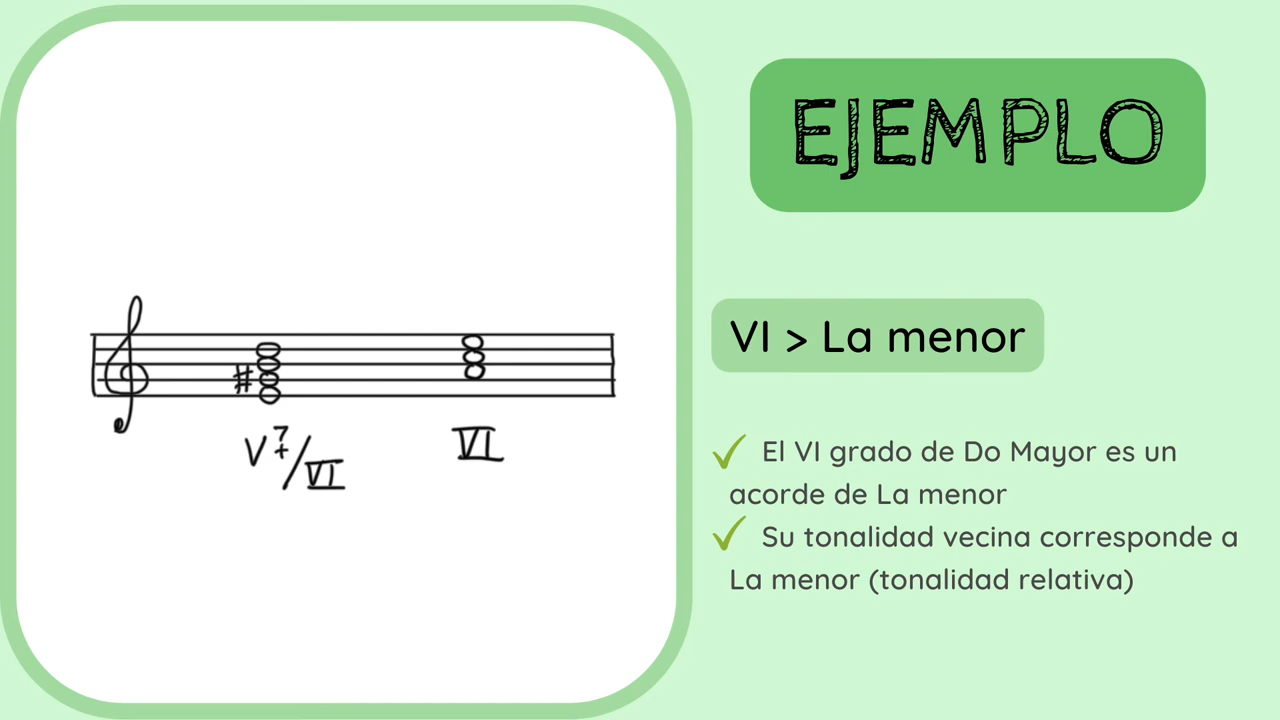 EJEMPLO
VI > La menor
V7+/VI
VI
El VI grado de Do Mayor es un
acorde de La menor
Su tonalidad vecina corresponde a
La menor (tonalidad relativa)